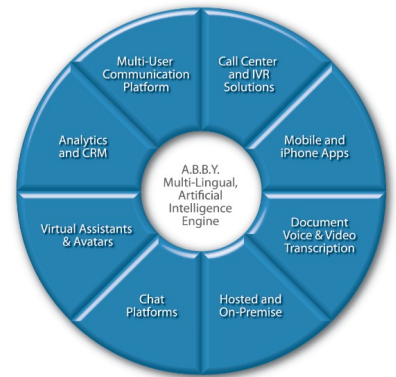 Multi-User
Communication
Platform
Call Center
and IVR
Solutions
Mobile and
iPhone Apps
Document
Voice & Video
Transcription
Hosted and
On-Premise
Chat
Platforms
Virtual Assistants
& Avatars
Analytics
and CRM
A.B.B.Y.
Multi-Lingual,
Artificial
Intelligence
Engine